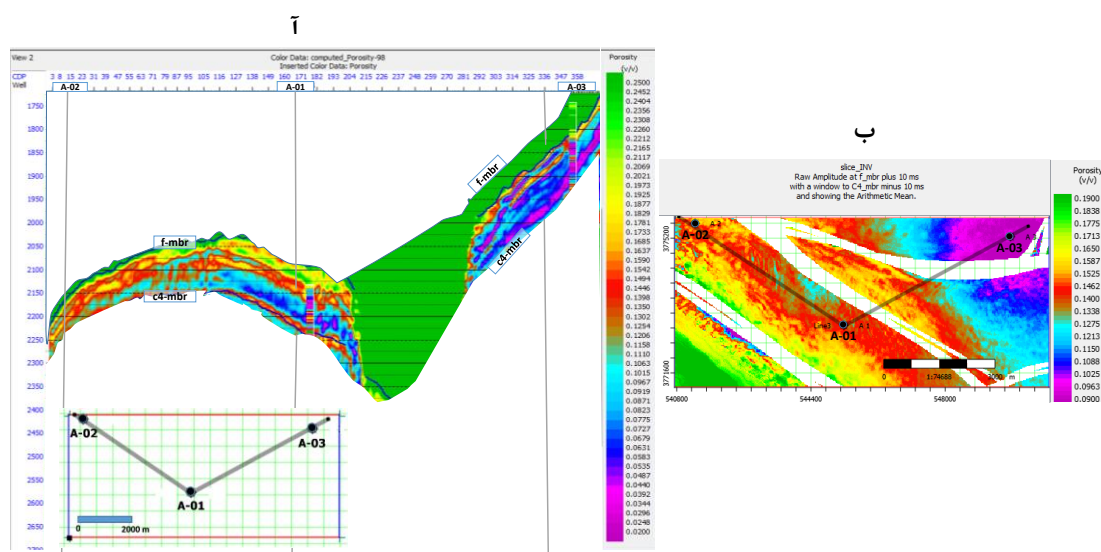 آ
View 2
Color Data: computed_Porosity-98
Inserted Color Data: Porosity
CDP 3 8 15 23 31 39 47 55 63 71 79 87 95 105 116 127 138 149 160 171 182 193 204 215 226 237 248 259 270 281 292 303 314 325 336 347 358
Well
A-02 A-01 A-03
1750
1800
1850
1900
1950
2000
2050
2100
2150
2200
2250
2300
2350
2400
2450
2500
2550
2600
2650
2700
f-mbr
c4-mbr
f-mbr
c4-mbr
A-02
A-03
A-01
0 2000 m
Porosity
(v/v)
0.2500
0.2452
0.2404
0.2356
0.2308
0.2260
0.2212
0.2165
0.2117
0.2069
0.2021
0.1973
0.1925
0.1877
0.1829
0.1781
0.1733
0.1685
0.1637
0.1590
0.1542
0.1494
0.1446
0.1398
0.1350
0.1302
0.1254
0.1206
0.1158
0.1110
0.1063
0.1015
0.0967
0.0919
0.0871
0.0823
0.0775
0.0727
0.0679
0.0631
0.0583
0.0535
0.0487
0.0440
0.0392
0.0344
0.0296
0.0248
0.0200
ب
slice_INV
Raw Amplitude at f_mbr plus 10 ms
with a window to C4_mbr minus 10 ms
and showing the Arithmetic Mean.
3775200
3771600
A-02
A-03
Line3
A-01
0 1:74688 2000 m
540800 544400 548000
Porosity
(v/v)
0.1900
0.1838
0.1775
0.1713
0.1650
0.1587
0.1525
0.1462
0.1400
0.1338
0.1275
0.1213
0.1150
0.1088
0.1025
0.0963
0.0900